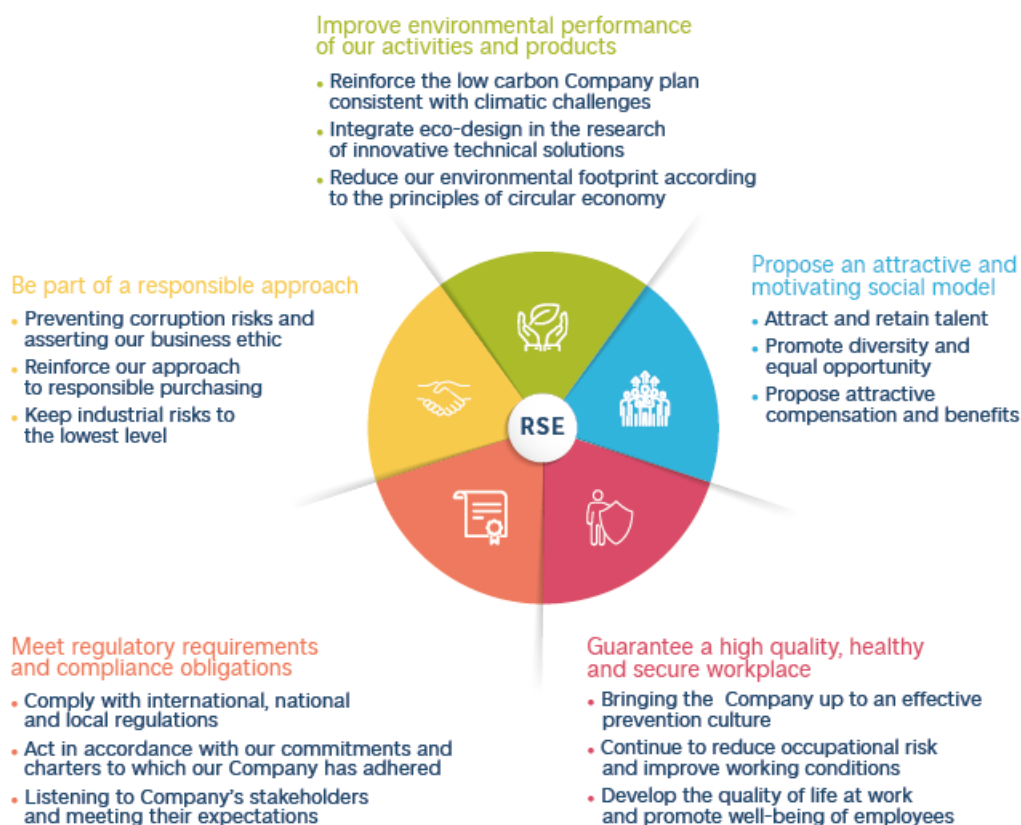 Improve environmental performance
of our activities and products
• Reinforce the low carbon Company plan
consistent with climatic challenges
• Integrate eco-design in the research
of innovative technical solutions
• Reduce our environmental footprint according
to the principles of circular economy
Be part of a responsible approach
• Preventing corruption risks and
asserting our business ethic
• Reinforce our approach
to responsible purchasing
• Keep industrial risks to
the lowest level
Propose an attractive and
motivating social model
• Attract and retain talent
• Promote diversity and
equal opportunity
• Propose attractive
compensation and benefits
RSE
Meet regulatory requirements
and compliance obligations
• Comply with international, national
and local regulations
• Act in accordance with our commitments and
charters to which our Company has adhered
• Listening to Company's stakeholders
and meeting their expectations
Guarantee a high quality, healthy
and secure workplace
• Bringing the Company up to an effective
prevention culture
• Continue to reduce occupational risk
and improve working conditions
• Develop the quality of life at work
and promote well-being of employees